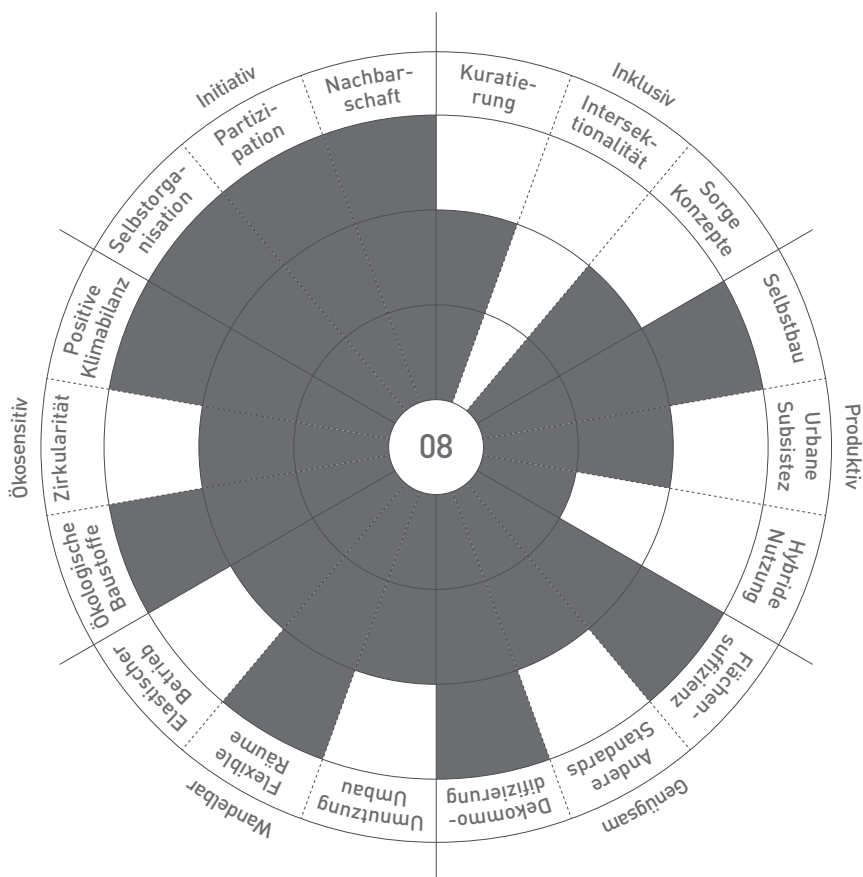 Initiativ
Nachbar-
schaft
Partizi-
pation
Selbstorga-
nisation
Inklusiv
Kuratie-
rung
Intersek-
tionalität
Sorge
Konzepte
Produktiv
Selbstbau
Urbane
Subsistez
Hybride
Nutzung
Genügsam
Flächen-
suffizienz
Andere
Standards
Dekommo-
difizierung
Wandelbar
Umnutzung
Umbau
Flexible
Räume
Elastischer
Betrieb
Ökosensitiv
Ökologische
Baustoffe
Zirkularität
Positive
Klimabilanz
08